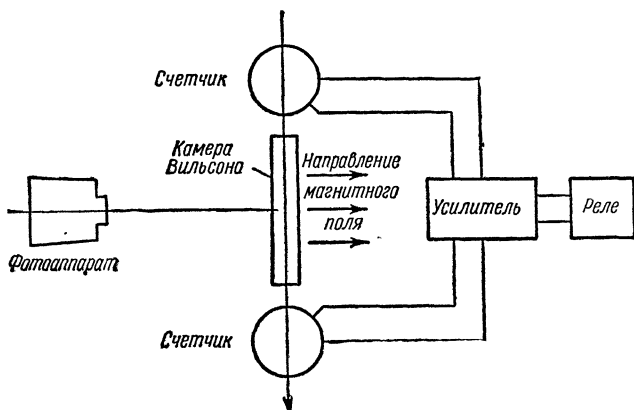 Счетчик
Камера
Вильсона
Направление
магнитного
поля
Усилитель
Реле
Фотоаппарат
Счетчик